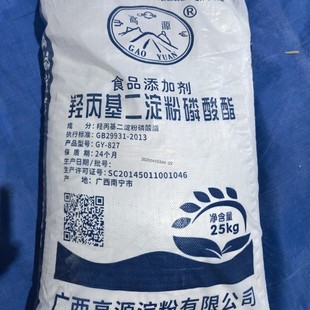 高源
GAO YUAN
食品添加剂
羟丙基二淀粉磷酸酯
成 分：羟丙基二淀粉磷酸酯
执行标准：GB29931-2013
产品型号：GY-827
保 质 期：24个月
生产日期/批号：
生产许可证号：SC20145011001046
产 地：广西南宁市
净含量
25kg
广西高源淀粉有限公司